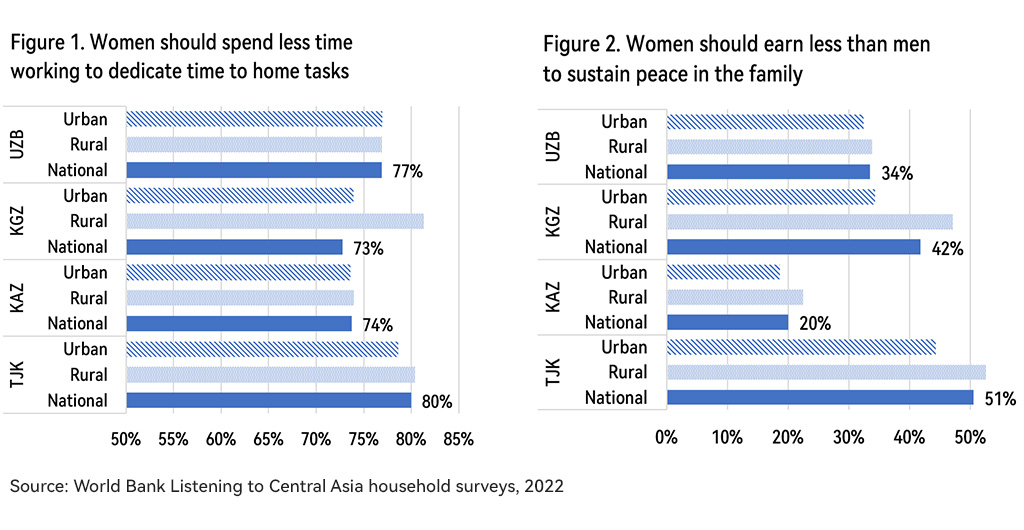 Figure 1. Women should spend less time
working to dedicate time to home tasks
UZB
Urban
Rural
National
77%
KGZ
Urban
Rural
National
73%
KAZ
Urban
Rural
National
74%
TJK
Urban
Rural
National
80%
50% 55% 60% 65% 70% 75% 80% 85%
Figure 2. Women should earn less than men
to sustain peace in the family
UZB
Urban
Rural
National
34%
KGZ
Urban
Rural
National
42%
KAZ
Urban
Rural
National
20%
TJK
Urban
Rural
National
51%
0% 10% 20% 30% 40% 50%
Source: World Bank Listening to Central Asia household surveys, 2022